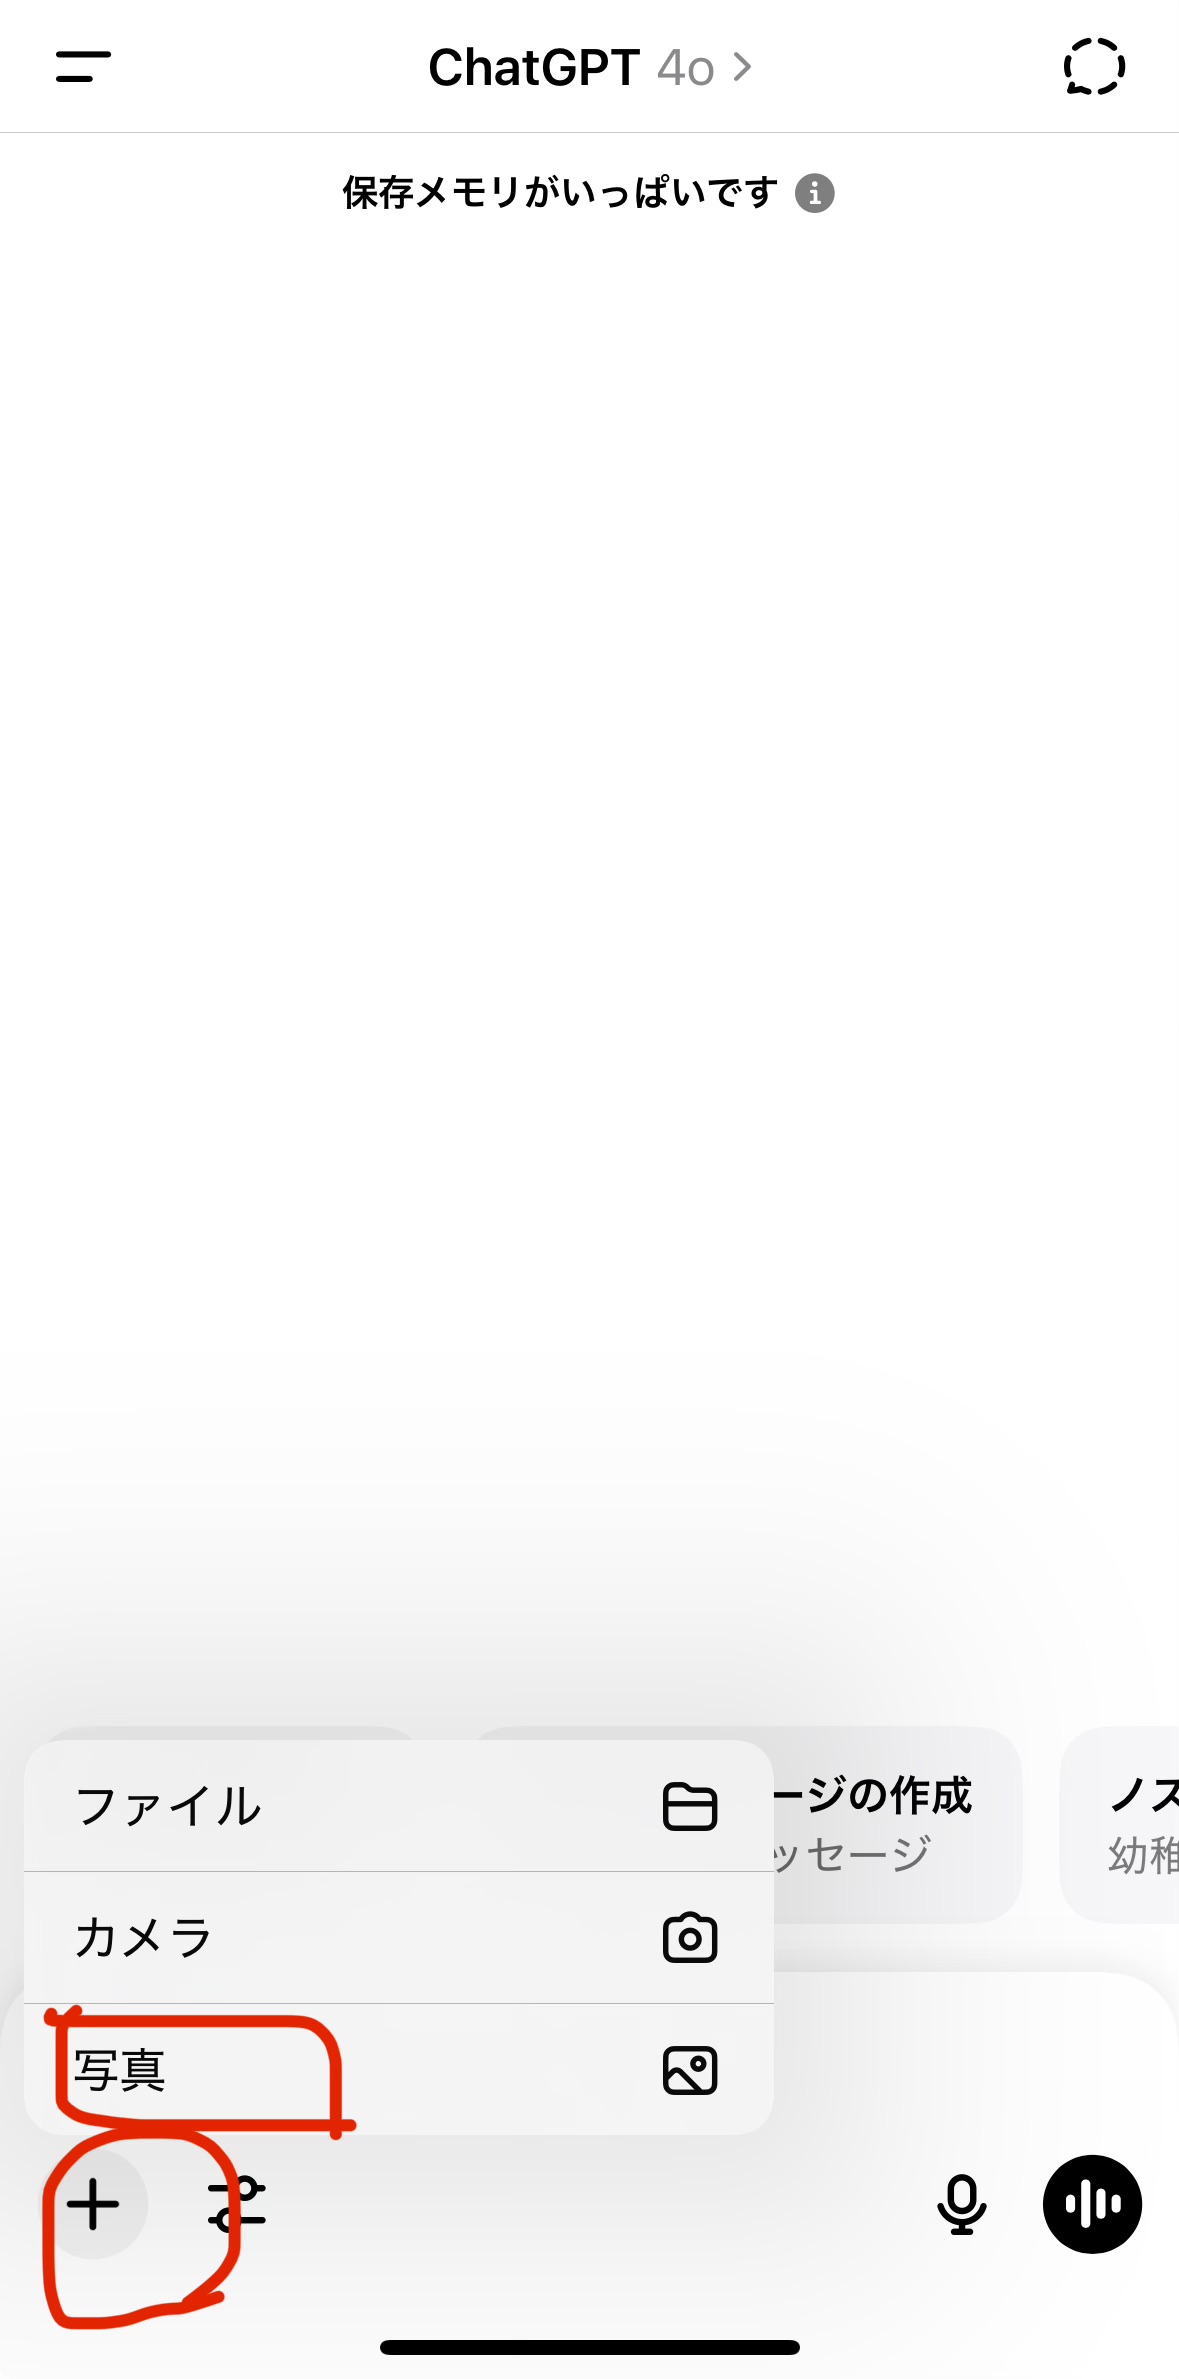 ChatGPT 4o
保存メモリがいっぱいです
ファイル
カメラ
写真
ージの作成
ッセージ
ノス
幼稚